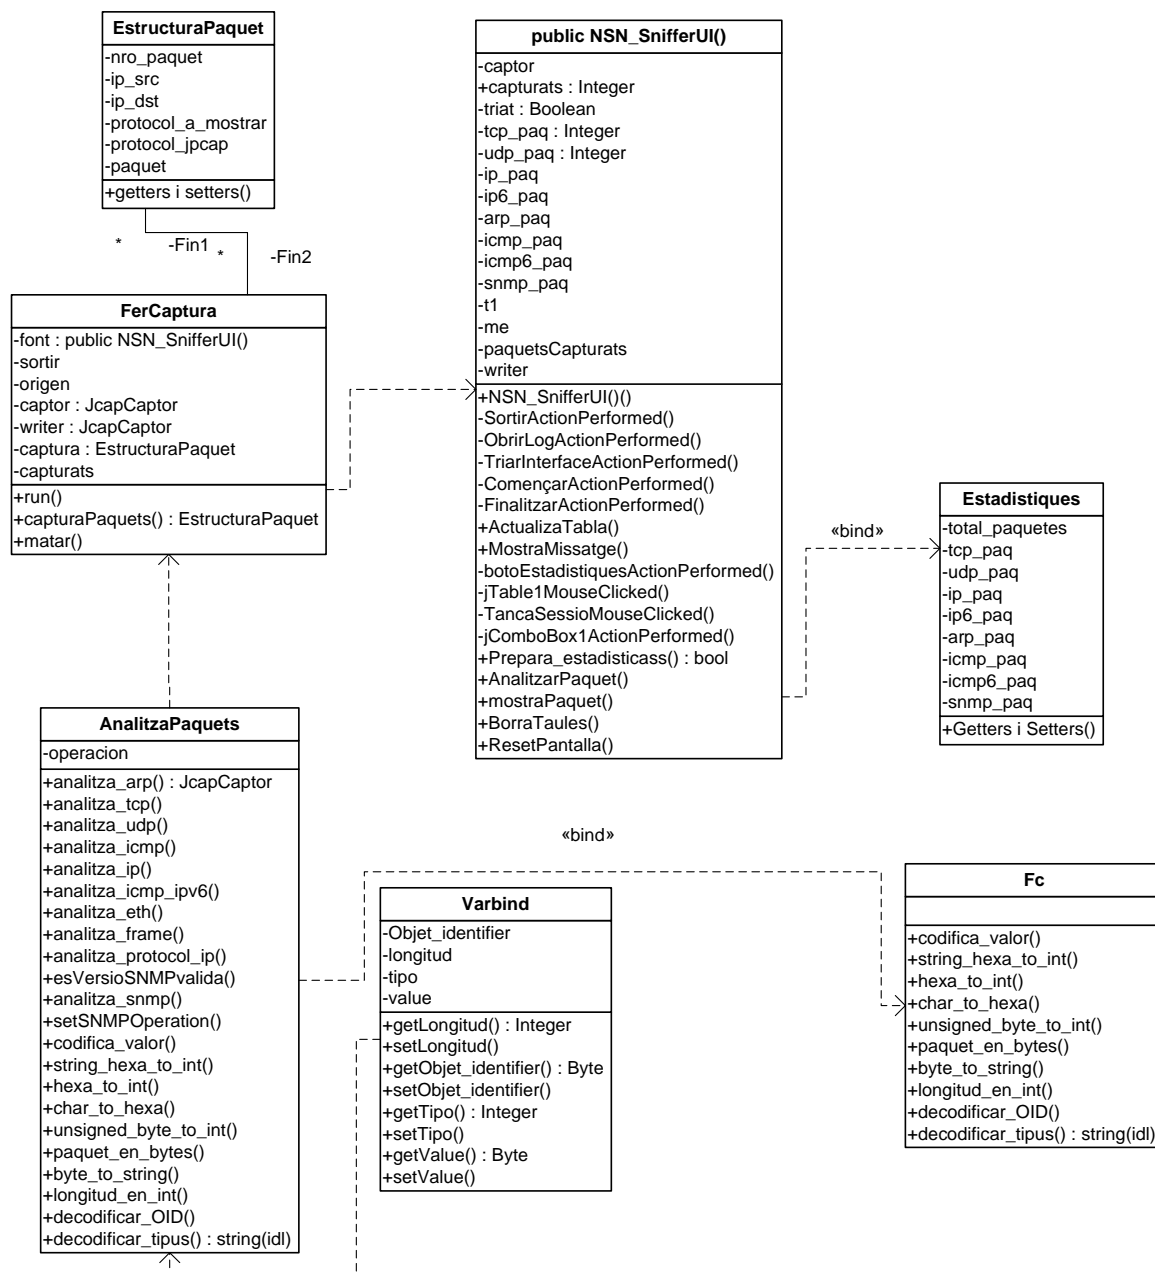 EstructuraPaquet
-nro_paquet
-ip_src
-ip_dst
-protocol_a_mostrar
-protocol_jpcap
-paquet
+getters i setters()
*
-Fin1
*
-Fin2
FerCaptura
-font : public NSN_SnifferUI()
-sortir
-origen
-captor : JcapCaptor
-writer : JcapCaptor
-captura : EstructuraPaquet
-capturats
+run()
+capturaPaquets() : EstructuraPaquet
+matar()
public NSN_SnifferUI()
-captor
+capturats : Integer
-triat : Boolean
-tcp_paq : Integer
-udp_paq : Integer
-ip_paq
-ip6_paq
-arp_paq
-icmp_paq
-icmp6_paq
-snmp_paq
-t1
-me
-paquetsCapturats
-writer
+NSN_SnifferUI()()
-SortirActionPerformed()
-ObrirLogActionPerformed()
-TriarInterfaceActionPerformed()
-ComençarActionPerformed()
-FinalitzarActionPerformed()
+ActualizaTabla()
+MostraMissatge()
-botoEstadistiquesActionPerformed()
-jTable1MouseClicked()
-TancaSessioMouseClicked()
-jComboBox1ActionPerformed()
+Prepara_estadisticass() : bool
+AnalitzarPaquet()
+mostraPaquet()
+BorraTaules()
+ResetPantalla()
«bind»
Estadistiques
-total_paquetes
-tcp_paq
-udp_paq
-ip_paq
-ip6_paq
-arp_paq
-icmp_paq
-icmp6_paq
-snmp_paq
+Getters i Setters()
AnalitzaPaquets
-operacion
+analitza_arp() : JcapCaptor
+analitza_tcp()
+analitza_udp()
+analitza_icmp()
+analitza_ip()
+analitza_icmp_ipv6()
+analitza_eth()
+analitza_frame()
+analitza_protocol_ip()
+esVersioSNMPvalida()
+analitza_snmp()
+setSNMPOperation()
+codifica_valor()
+string_hexa_to_int()
+hexa_to_int()
+char_to_hexa()
+unsigned_byte_to_int()
+paquet_en_bytes()
+byte_to_string()
+longitud_en_int()
+decodificar_OID()
+decodificar_tipus() : string(idl)
«bind»
Varbind
-Objet_identifier
-longitud
-tipo
-value
+getLongitud() : Integer
+setLongitud()
+getObjet_identifier() : Byte
+setObjet_identifier()
+getTipo() : Integer
+setTipo()
+getValue() : Byte
+setValue()
Fc
+codifica_valor()
+string_hexa_to_int()
+hexa_to_int()
+char_to_hexa()
+unsigned_byte_to_int()
+paquet_en_bytes()
+byte_to_string()
+longitud_en_int()
+decodificar_OID()
+decodificar_tipus() : string(idl)